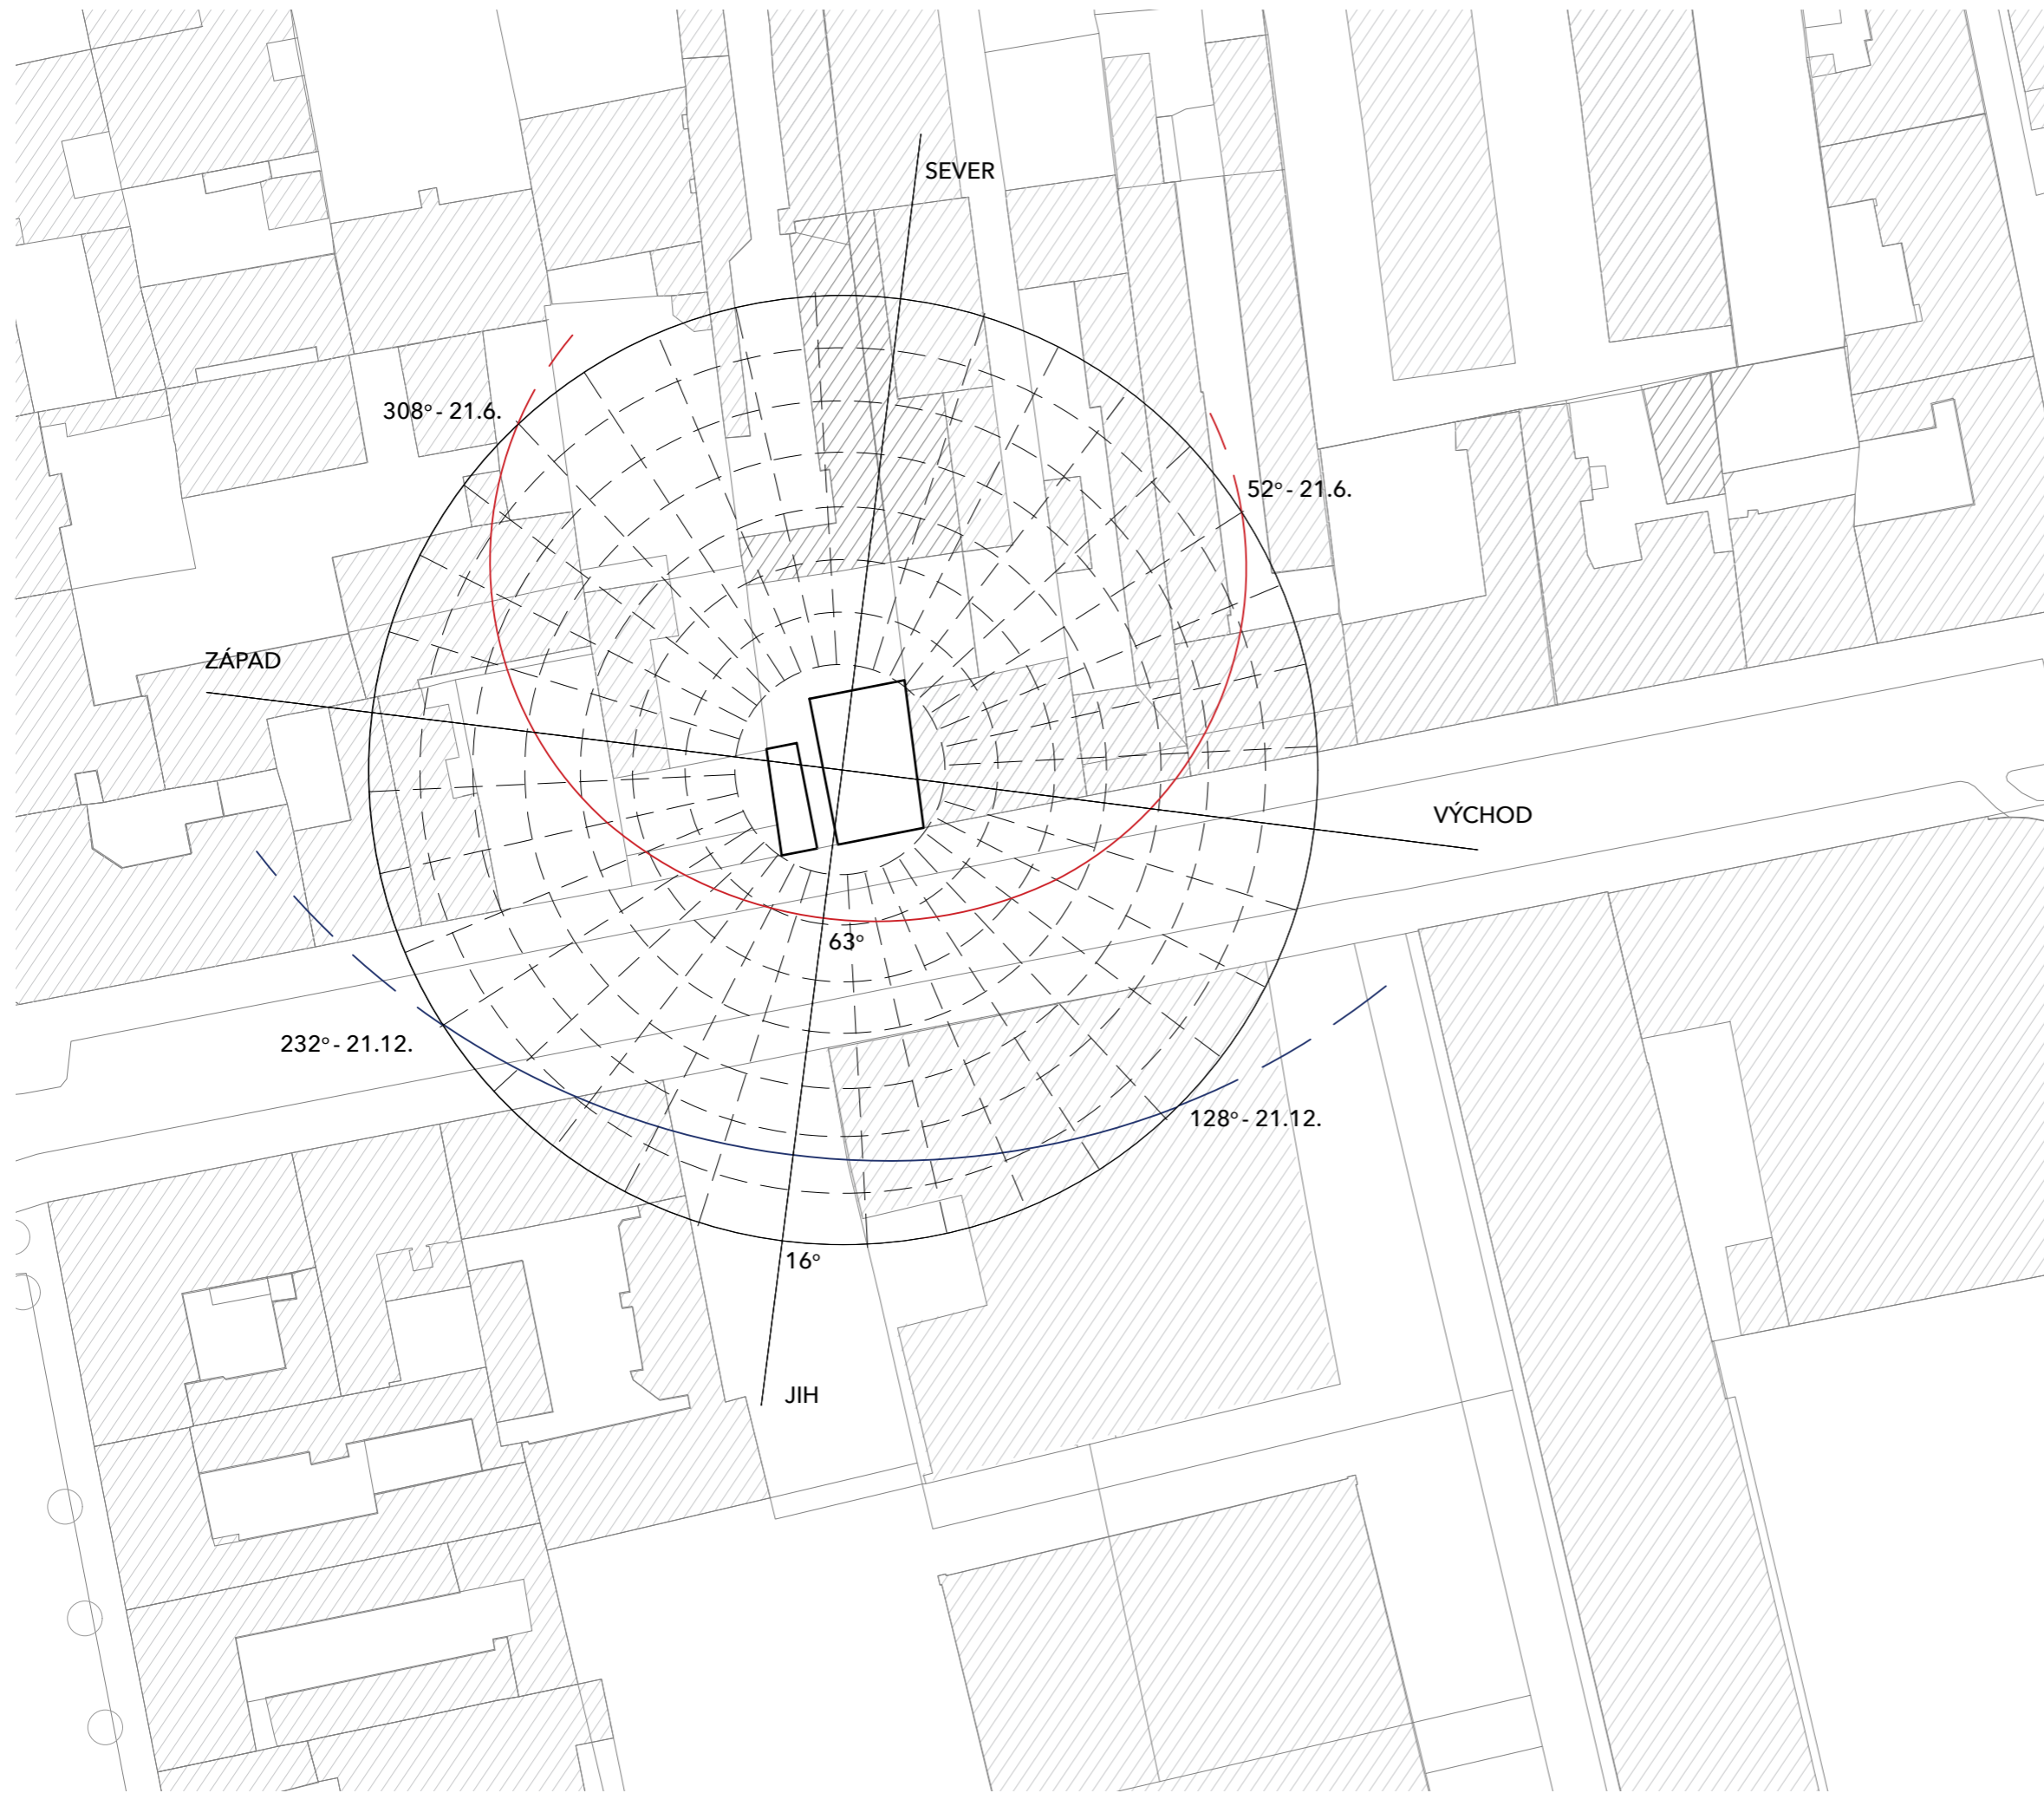 SEVER
308° - 21.6.
52° - 21.6.
ZÁPAD
VÝCHOD
63°
232° - 21.12.
128° - 21.12.
16°
JIH